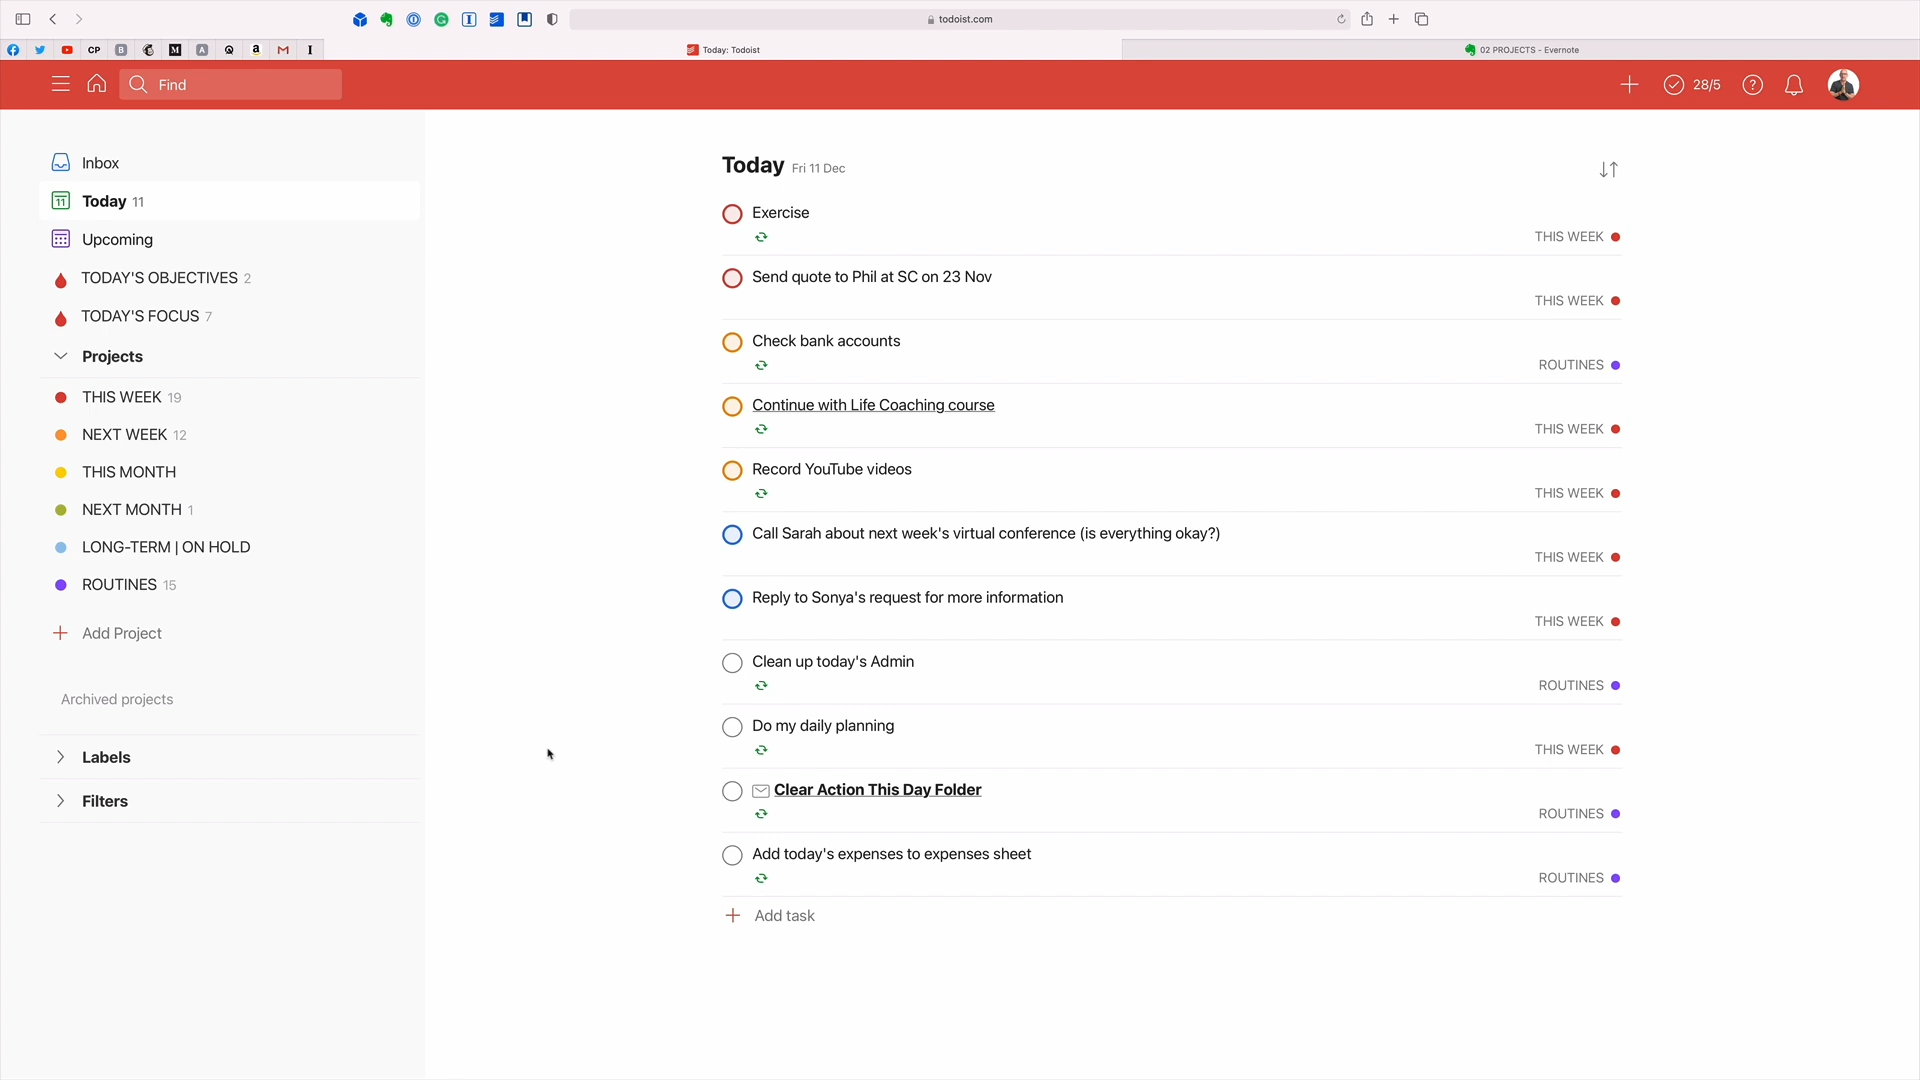 todoist.com
CP
B
M
A
a
M
I
Today: Todoist
02 PROJECTS - Evernote
Find
28/5
Inbox
11
Today 11
Upcoming
TODAY'S OBJECTIVES 2
TODAY'S FOCUS 7
Projects
THIS WEEK 19
NEXT WEEK 12
THIS MONTH
NEXT MONTH 1
LONG-TERM | ON HOLD
ROUTINES 15
Add Project
Archived projects
Labels
Filters
Today Fri 11 Dec
Exercise
THIS WEEK
Send quote to Phil at SC on 23 Nov
THIS WEEK
Check bank accounts
ROUTINES
Continue with Life Coaching course
THIS WEEK
Record YouTube videos
THIS WEEK
Call Sarah about next week's virtual conference (is everything okay?)
THIS WEEK
Reply to Sonya's request for more information
THIS WEEK
Clean up today's Admin
ROUTINES
Do my daily planning
THIS WEEK
Clear Action This Day Folder
ROUTINES
Add today's expenses to expenses sheet
ROUTINES
Add task